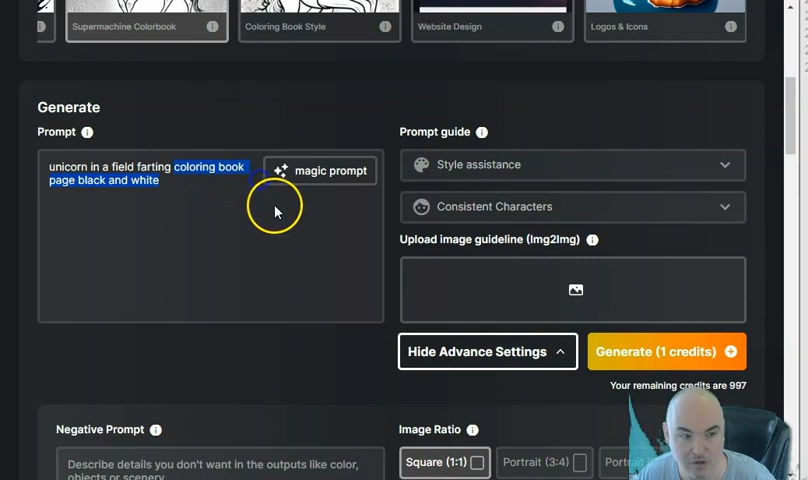 Supermachine Colorbook
Coloring Book Style
Website Design
Logos & Icons
Generate
Prompt
Prompt guide
unicorn in a field farting coloring book
page black and white
magic prompt
Style assistance
Consistent Characters
Upload image guideline (Img2Img)
Hide Advance Settings
Generate (1 credits)
Your remaining credits are 997
Negative Prompt
Image Ratio
Describe details you don't want in the outputs like color,
objects or scenery
Square (1:1)
Portrait (3:4)